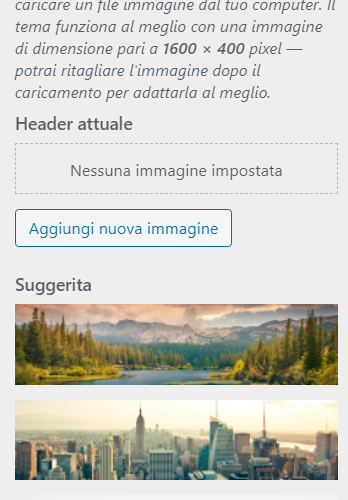 caricare un file immagine dal tuo computer. Il
tema funziona al meglio con una immagine
di dimensione pari a 1600 × 400 pixel —
potrai ritagliare l'immagine dopo il
caricamento per adattarla al meglio.
Header attuale
Nessuna immagine impostata
Aggiungi nuova immagine
Suggerita